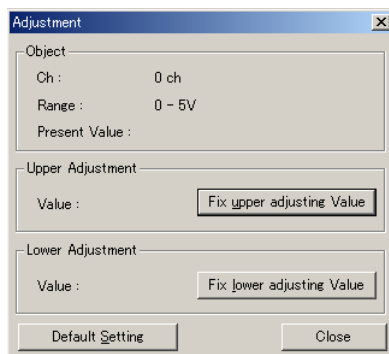 Adjustment
Object
Ch : 0 ch
Range : 0 - 5V
Present Value :
Upper Adjustment
Value : Fix upper adjusting Value
Lower Adjustment
Value : Fix lower adjusting Value
Default Setting Close